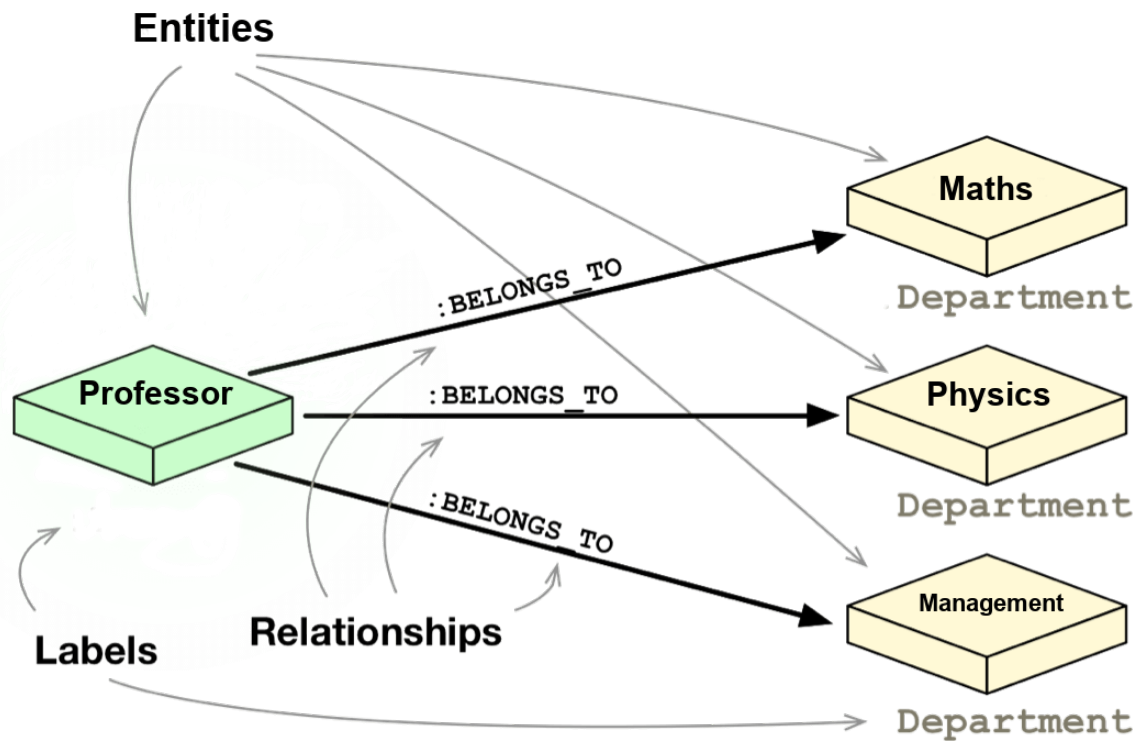 Entities
Maths
:BELONGS_TO
Department
Professor
:BELONGS_TO
Physics
Department
:BELONGS_TO
Management
Relationships
Labels
Department